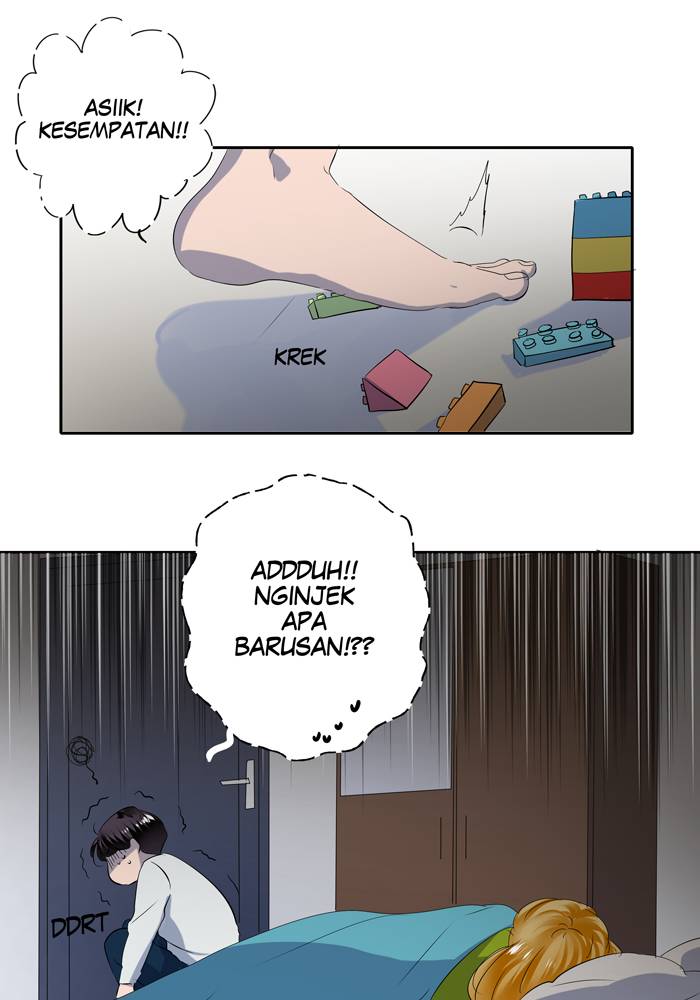 ASIIK!
KESEMPATAN!!
KREK
ADDDUH!!
NGINJEK
APA
BARUSAN!??
DDRT